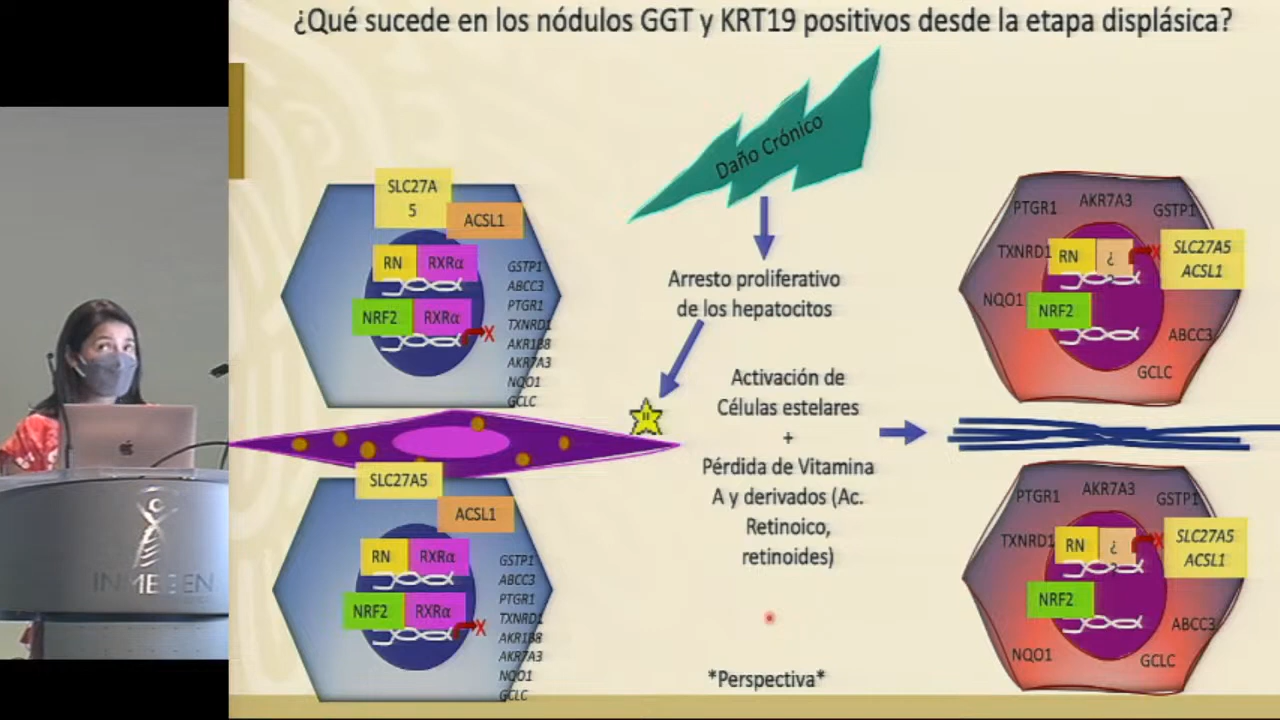 ¿Qué sucede en los nódulos GGT y KRT19 positivos desde la etapa displásica?
Daño Crónico
Arresto proliferativo
de los hepatocitos
Activación de
Células estelares
+
Pérdida de Vitamina
A y derivados (Ac.
Retinoico,
retinoides)
*Perspectiva*
SLC27A
5
ACSL1
RN
RXRα
NRF2
RXRα
X
GSTP1
ABCC3
PTGR1
TXNRD1
AKR1B8
AKR7A3
NQO1
GCLC
SLC27A5
ACSL1
RN
RXRα
NRF2
RXRα
X
GSTP1
ABCC3
PTGR1
TXNRD1
AKR1B8
AKR7A3
NQO1
GCLC
PTGR1
AKR7A3
GSTP1
TXNRD1
RN
¿
X
SLC27A5
ACSL1
NQO1
NRF2
ABCC3
GCLC
PTGR1
AKR7A3
GSTP1
TXNRD1
RN
¿
X
SLC27A5
ACSL1
NRF2
ABCC3
NQO1
GCLC
INMEGEN